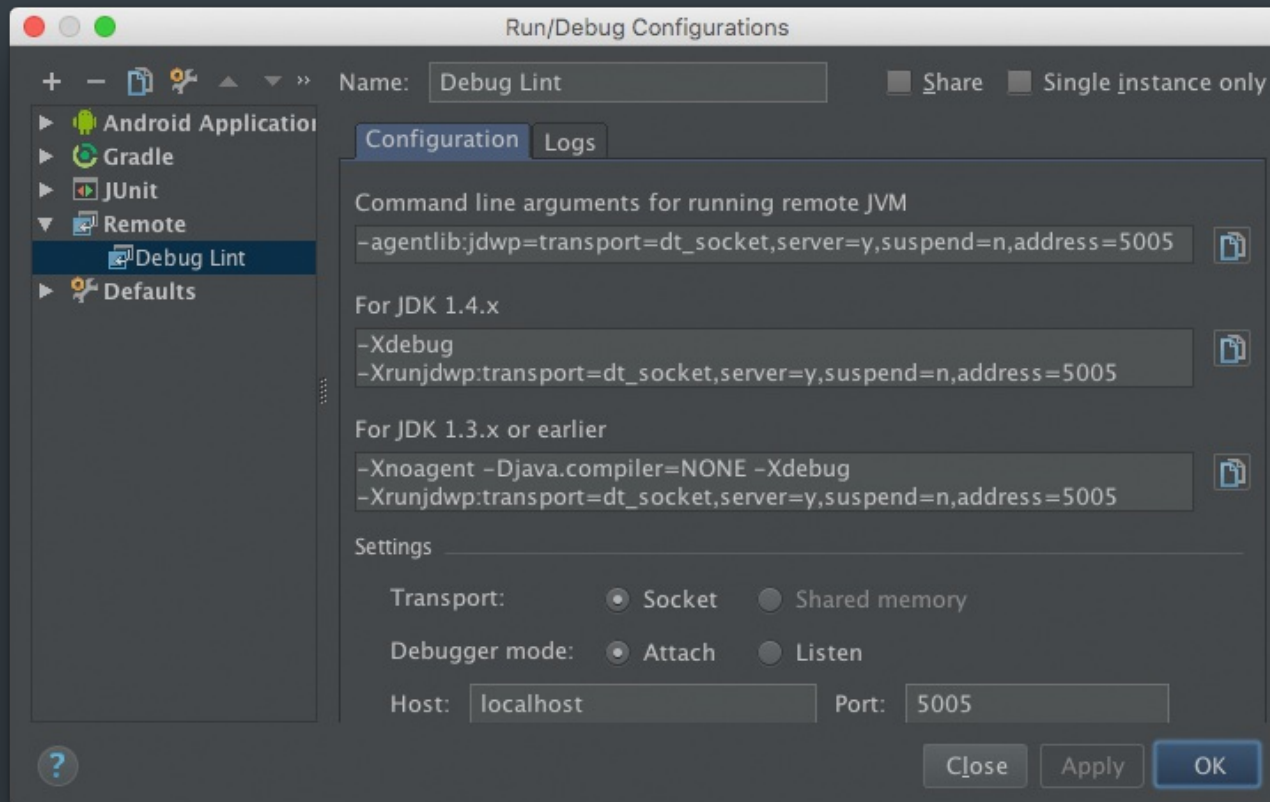 Run/Debug Configurations
Name: Debug Lint Share Single instance only
Android Application
Gradle
JUnit
Remote
Debug Lint
Defaults
Configuration Logs
Command line arguments for running remote JVM
-agentlib:jdwp=transport=dt_socket,server=y,suspend=n,address=5005
For JDK 1.4.x
-Xdebug
-Xrunjdwp:transport=dt_socket,server=y,suspend=n,address=5005
For JDK 1.3.x or earlier
-Xnoagent -Djava.compiler=NONE -Xdebug
-Xrunjdwp:transport=dt_socket,server=y,suspend=n,address=5005
Settings
Transport: Socket Shared memory
Debugger mode: Attach Listen
Host: localhost Port: 5005
? Close Apply OK